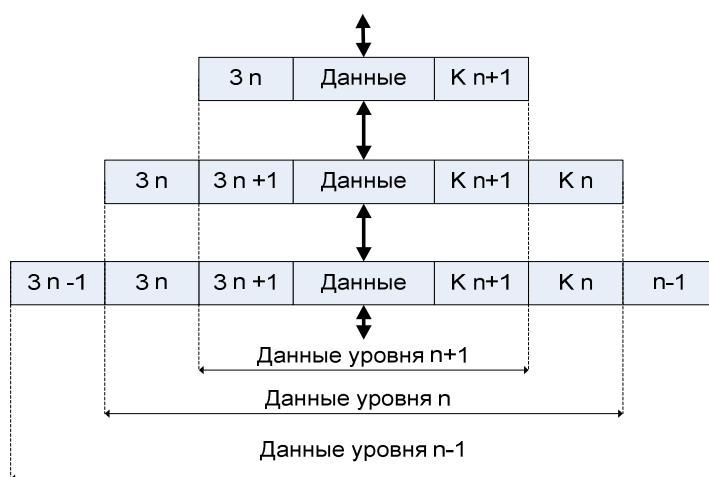 З n Данные К n+1
З n З n +1 Данные К n+1 К n
З n -1 З n З n +1 Данные К n+1 К n n-1
Данные уровня n+1
Данные уровня n
Данные уровня n-1